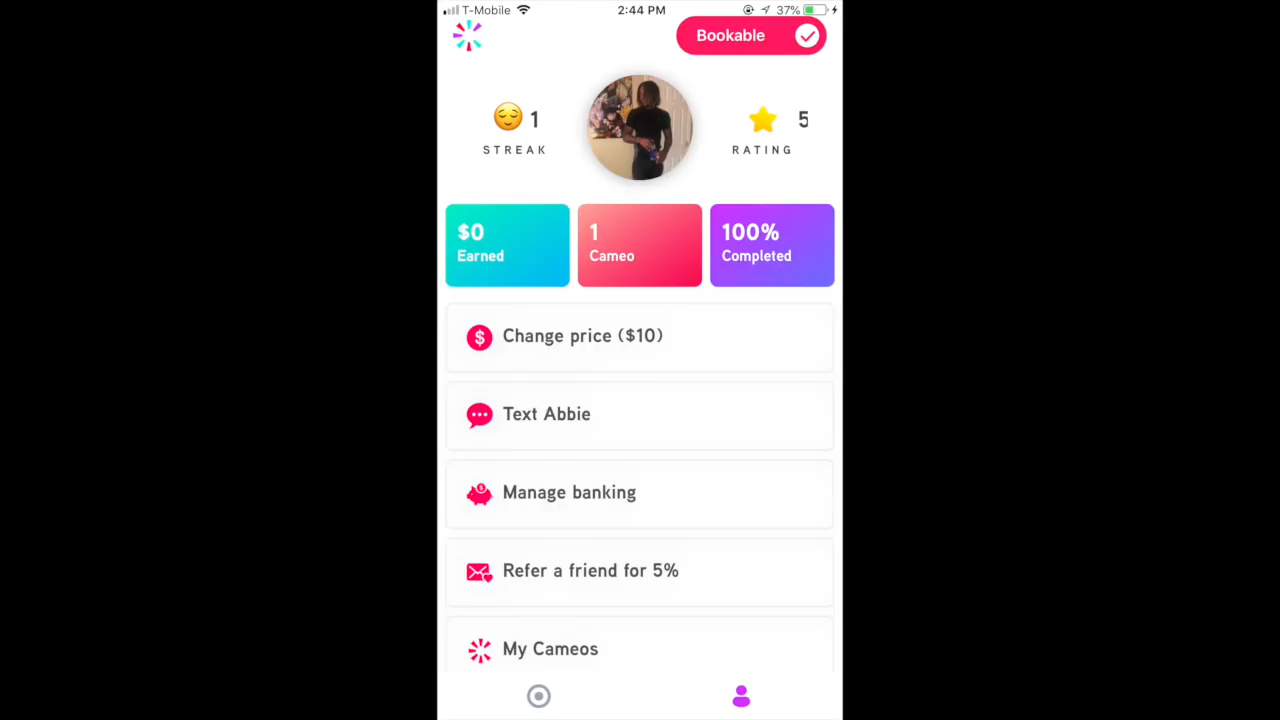 T-Mobile 2:44 PM 37%
Bookable
1 5
STREAK RATING
$0 1 100%
Earned Cameo Completed
Change price ($10)
Text Abbie
Manage banking
Refer a friend for 5%
My Cameos